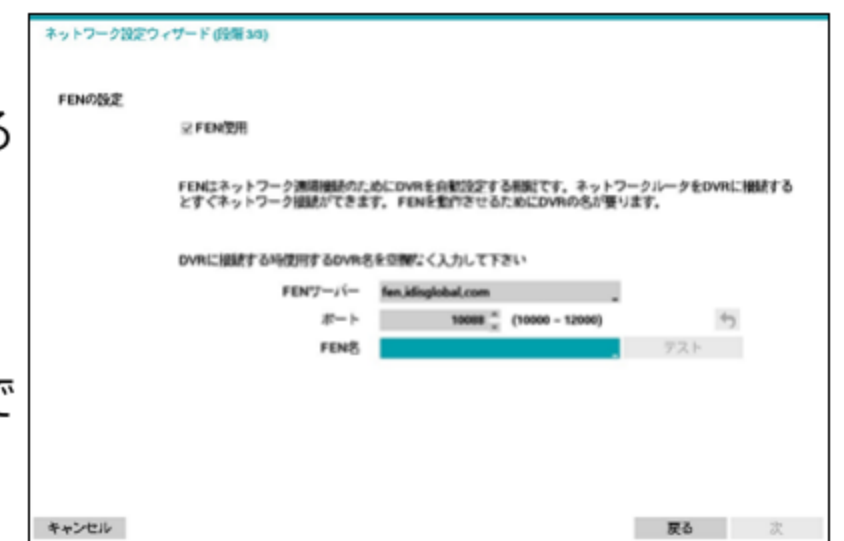 ネットワーク設定ウィザード (段階 3/3)
る
FENの設定
FEN使用
FENはネットワーク遠隔接続のためにDVRを自動設定する機能です。ネットワークルータをDVRに接続する
とすぐネットワーク接続ができます。 FENを動作させるためにDVRの名が要ります。
DVRに接続する時使用するDVR名を空欄なく入力して下さい
FENサーバー fen.idisglobal.com
ポート 10088 (10000 ~ 12000)
FEN名 テスト
で
キャンセル 戻る 次